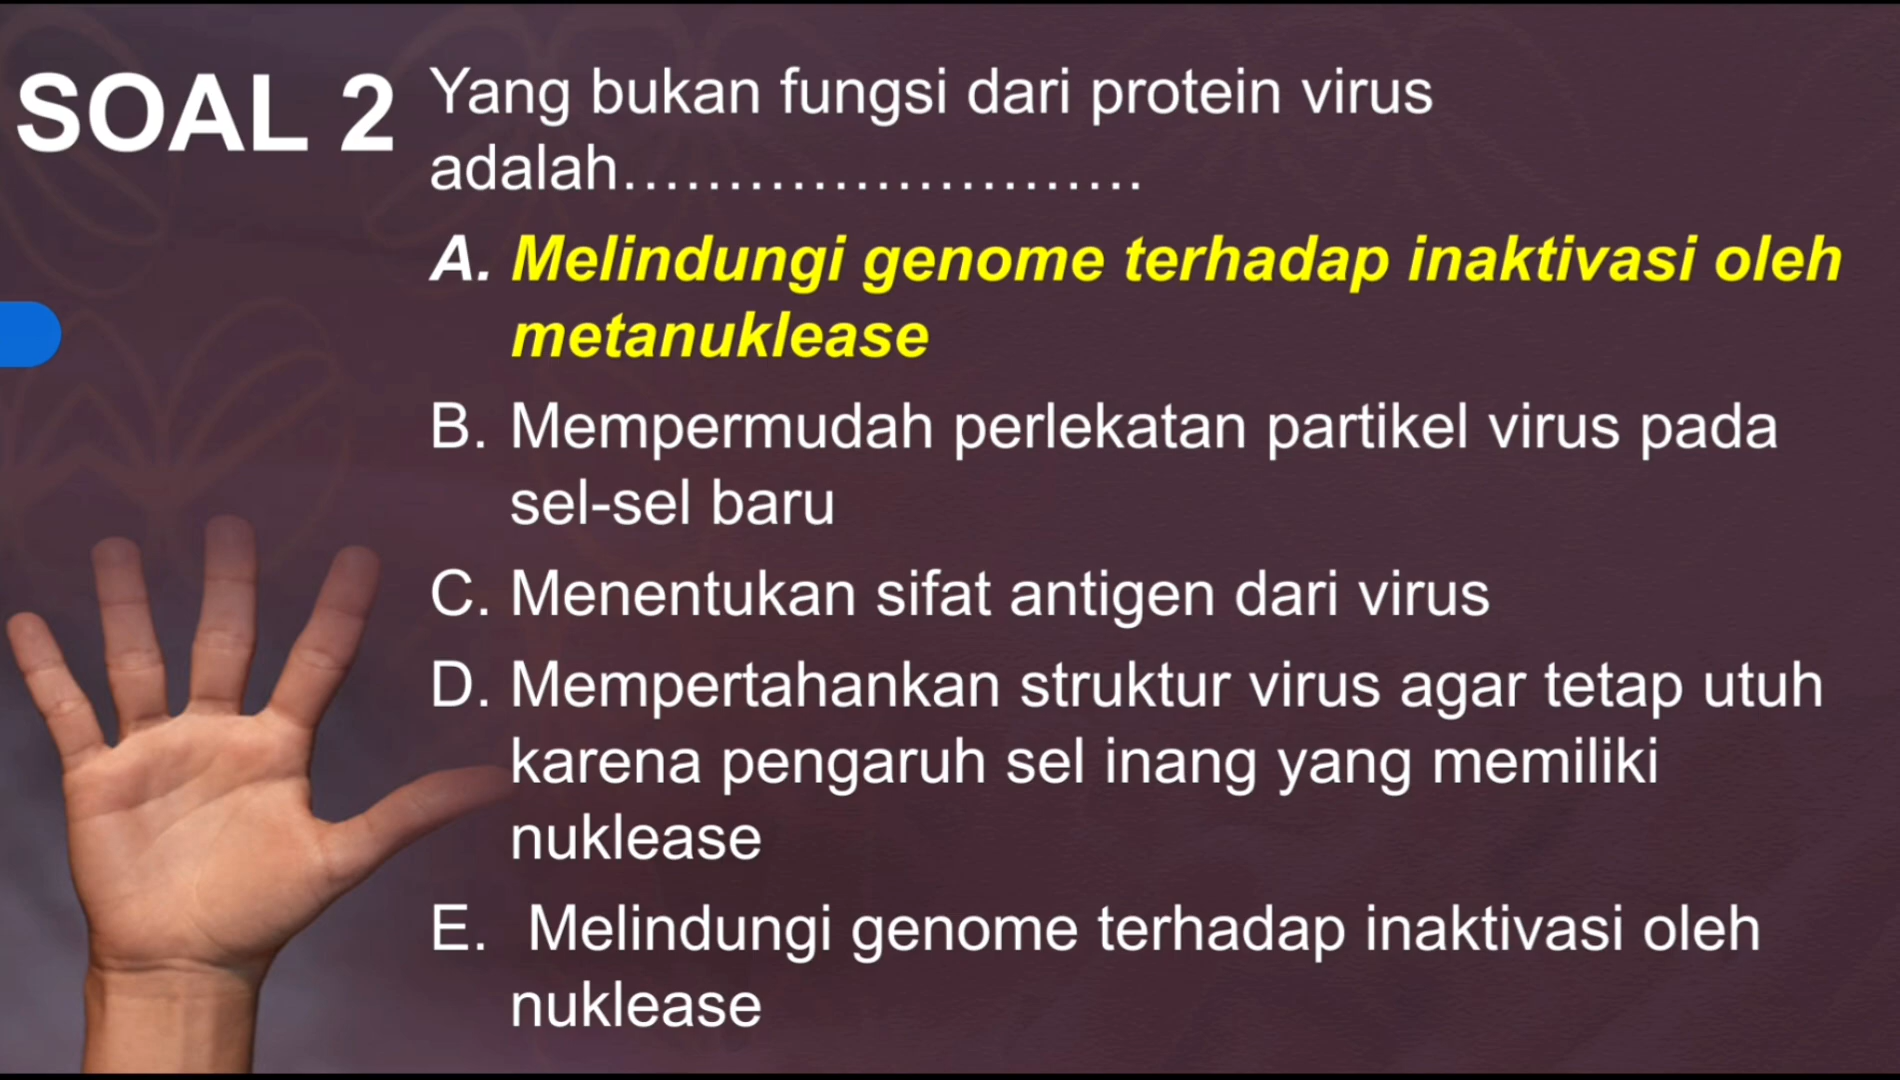 SOAL 2
Yang bukan fungsi dari protein virus
adalah.........................
A. Melindungi genome terhadap inaktivasi oleh
metanuklease
B. Mempermudah perlekatan partikel virus pada
sel-sel baru
C. Menentukan sifat antigen dari virus
D. Mempertahankan struktur virus agar tetap utuh
karena pengaruh sel inang yang memiliki
nuklease
E. Melindungi genome terhadap inaktivasi oleh
nuklease